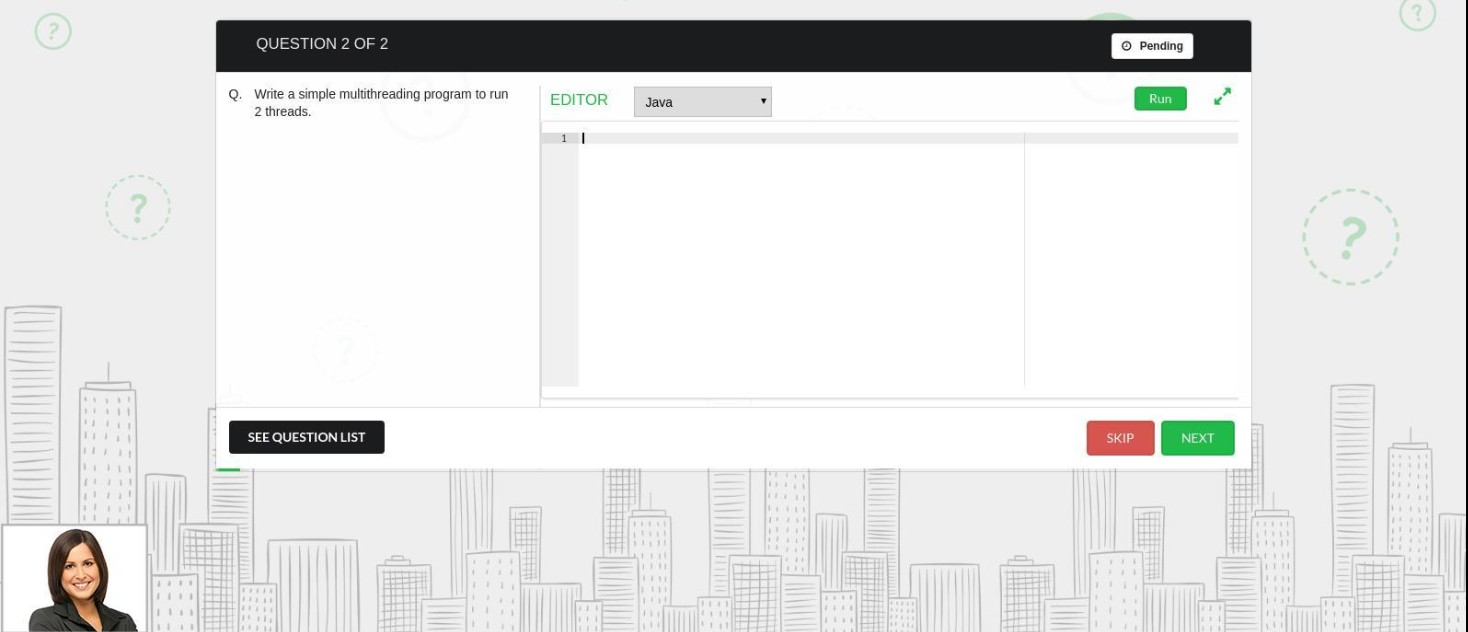 QUESTION 2 OF 2
Pending
Q. Write a simple multithreading program to run
2 threads.
EDITOR
Java
Run
1
SEE QUESTION LIST
SKIP
NEXT
?
?
?
?